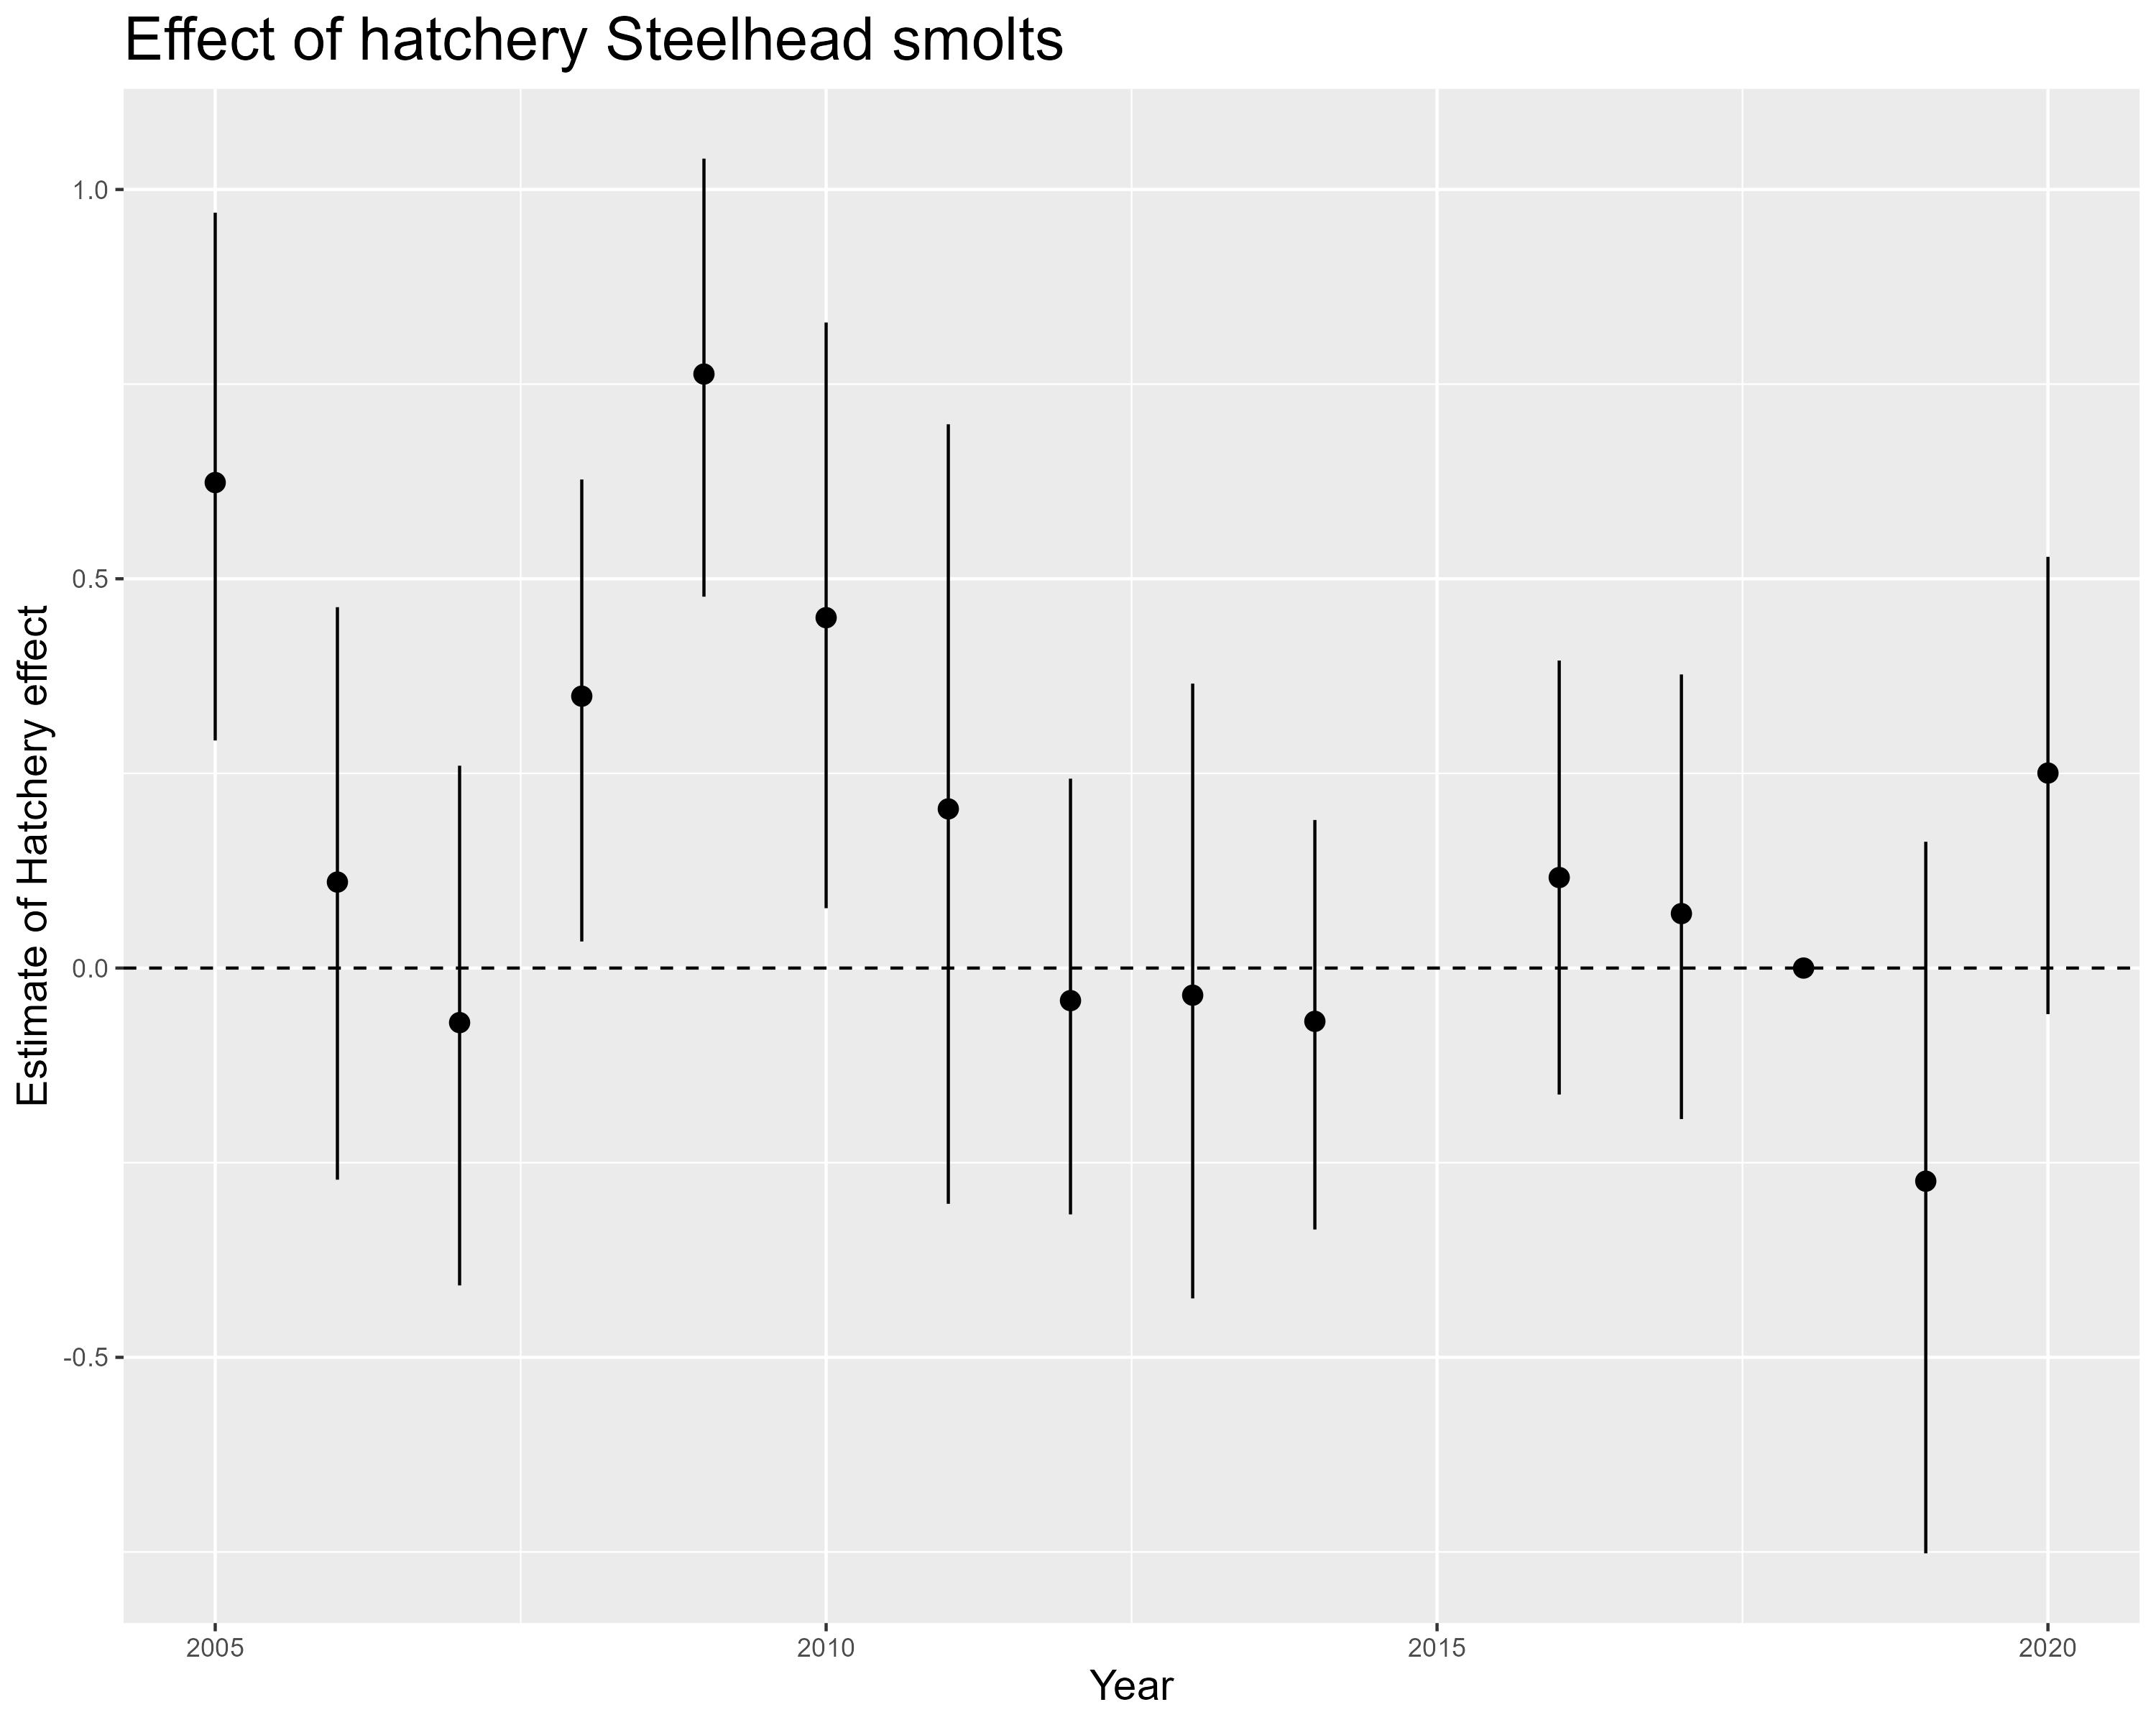 Effect of hatchery Steelhead smolts
Estimate of Hatchery effect
1.0
0.5
0.0
-0.5
2005 2010 2015 2020
Year